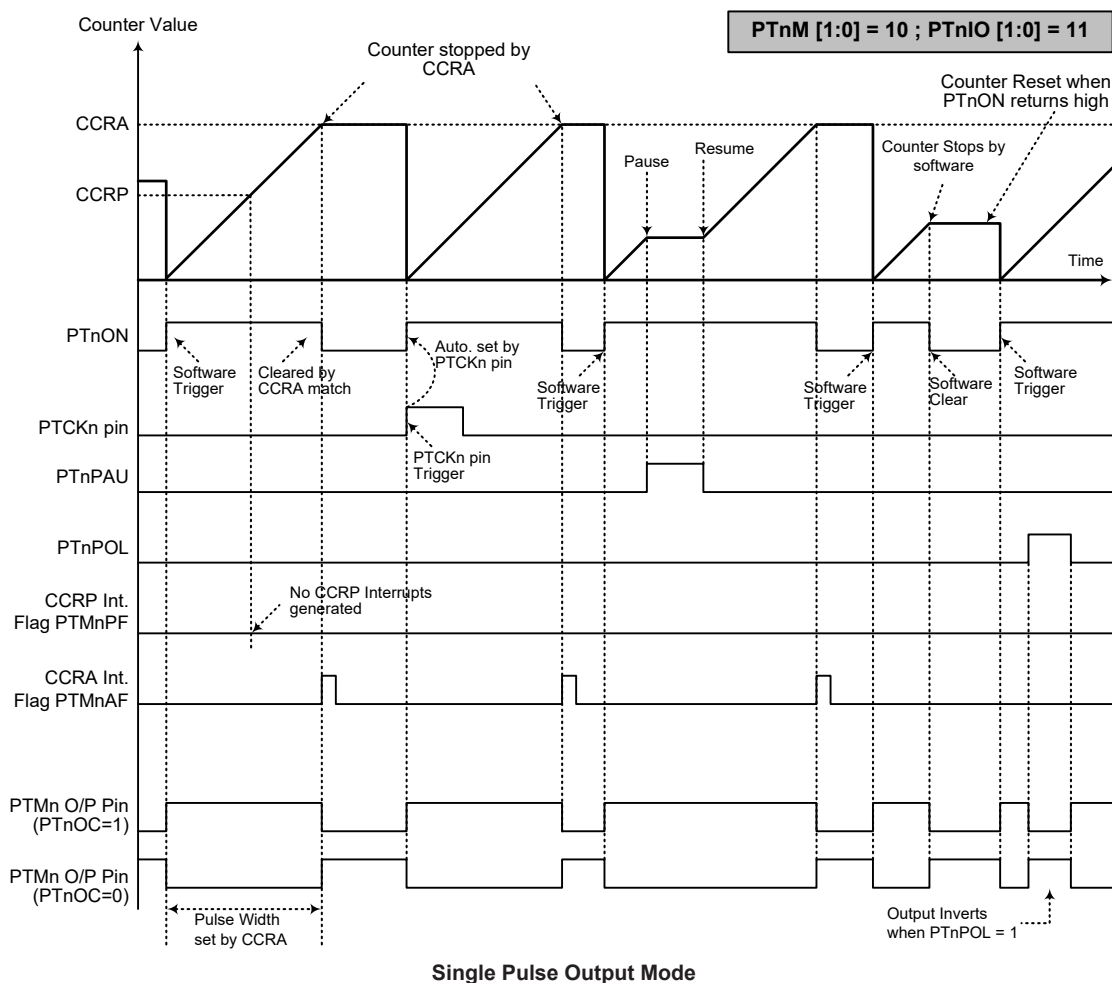 Counter Value
PTnM [1:0] = 10 ; PTnIO [1:0] = 11
Counter stopped by
CCRA
Counter Reset when
PTnON returns high
CCRA
Pause
Resume
Counter Stops by
software
CCRP
Time
PTnON
Software
Trigger
Cleared by
CCRA match
Auto. set by
PTCKn pin
Software
Trigger
Software
Trigger
Software
Clear
Software
Trigger
PTCKn pin
PTCKn pin
Trigger
PTnPAU
PTnPOL
CCRP Int.
Flag PTMnPF
No CCRP Interrupts
generated
CCRA Int.
Flag PTMnAF
PTMn O/P Pin
(PTnOC=1)
PTMn O/P Pin
(PTnOC=0)
Pulse Width
set by CCRA
Output Inverts
when PTnPOL = 1
Single Pulse Output Mode